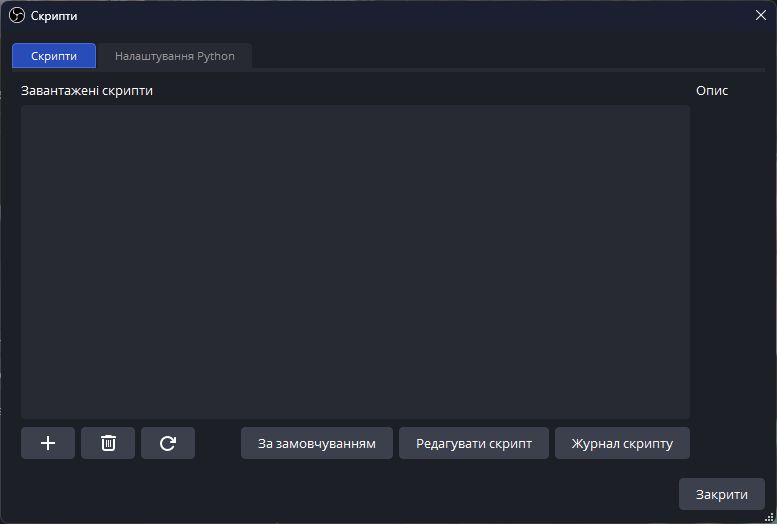 Скрипти
Скрипти
Налаштування Python
Завантажені скрипти
Опис
За замовчуванням
Редагувати скрипт
Журнал скрипту
Закрити